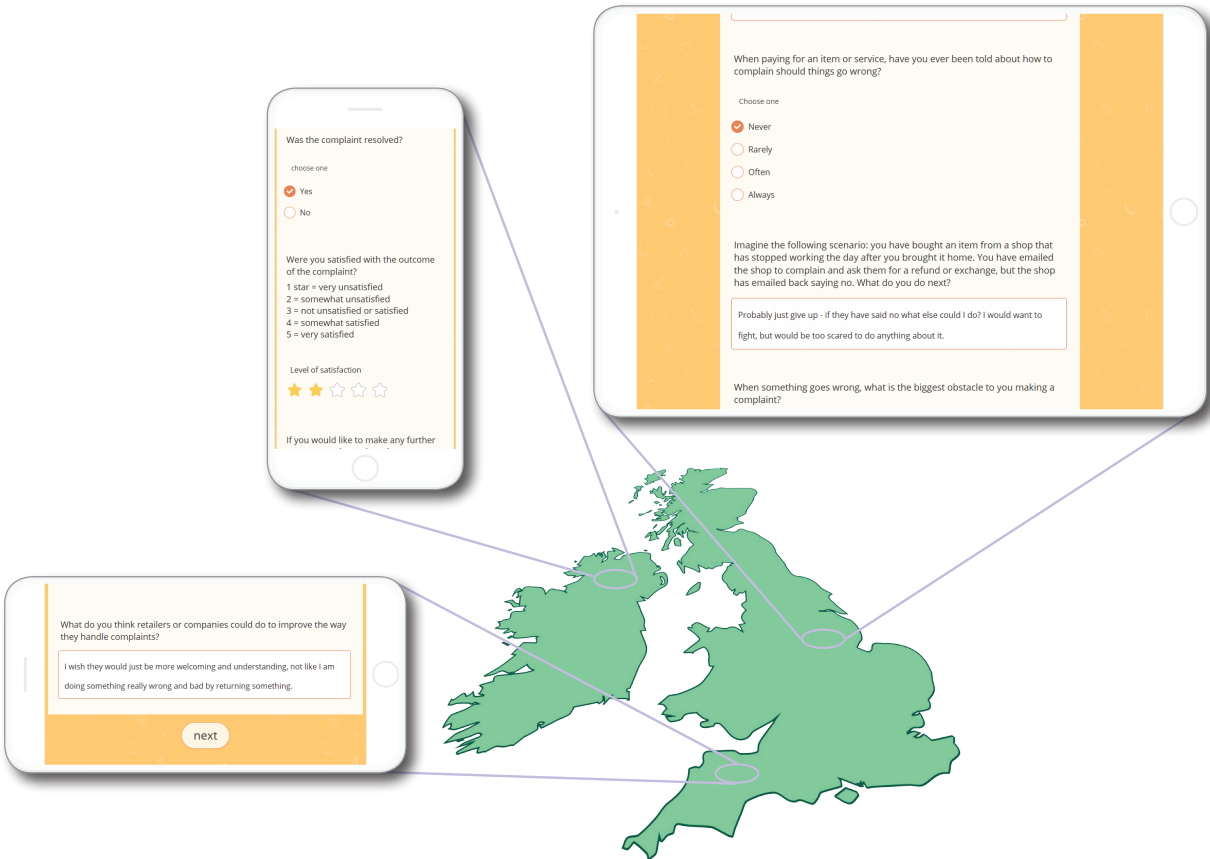 Was the complaint resolved?
choose one
Yes
No
Were you satisfied with the outcome
of the complaint?
1 star = very unsatisfied
2 = somewhat unsatisfied
3 = not unsatisfied or satisfied
4 = somewhat satisfied
5 = very satisfied
Level of satisfaction
If you would like to make any further
When paying for an item or service, have you ever been told about how to
complain should things go wrong?
Choose one
Never
Rarely
Often
Always
Imagine the following scenario: you have bought an item from a shop that
has stopped working the day after you brought it home. You have emailed
the shop to complain and ask them for a refund or exchange, but the shop
has emailed back saying no. What do you do next?
Probably just give up - if they have said no what else could I do? I would want to
fight, but would be too scared to do anything about it.
When something goes wrong, what is the biggest obstacle to you making a
complaint?
What do you think retailers or companies could do to improve the way
they handle complaints?
I wish they would just be more welcoming and understanding, not like I am
doing something really wrong and bad by returning something.
next